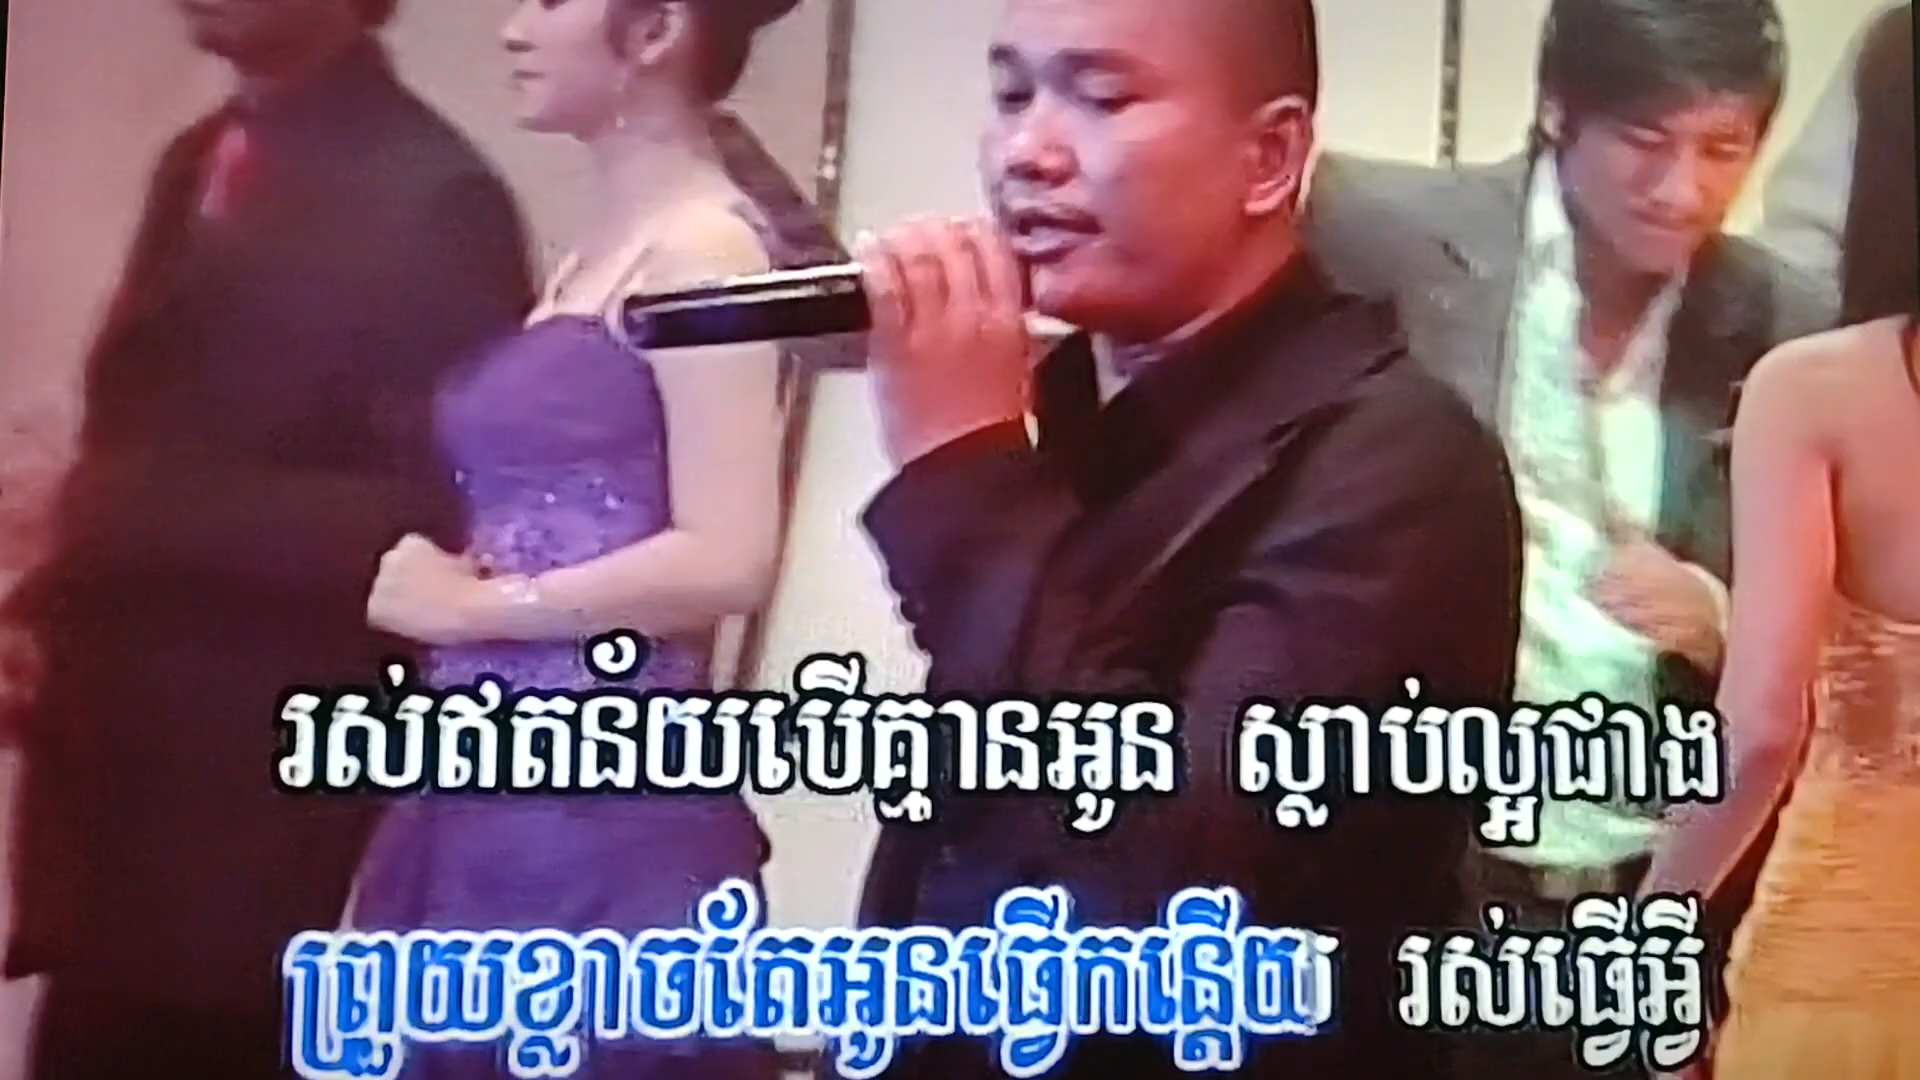 រស់ឥតន័យបើគ្មានអូន ស្លាប់ល្អជាង
ព្រួយខ្លាចតែអូនធ្វើកន្តើយ រស់ធ្វើអ្វី